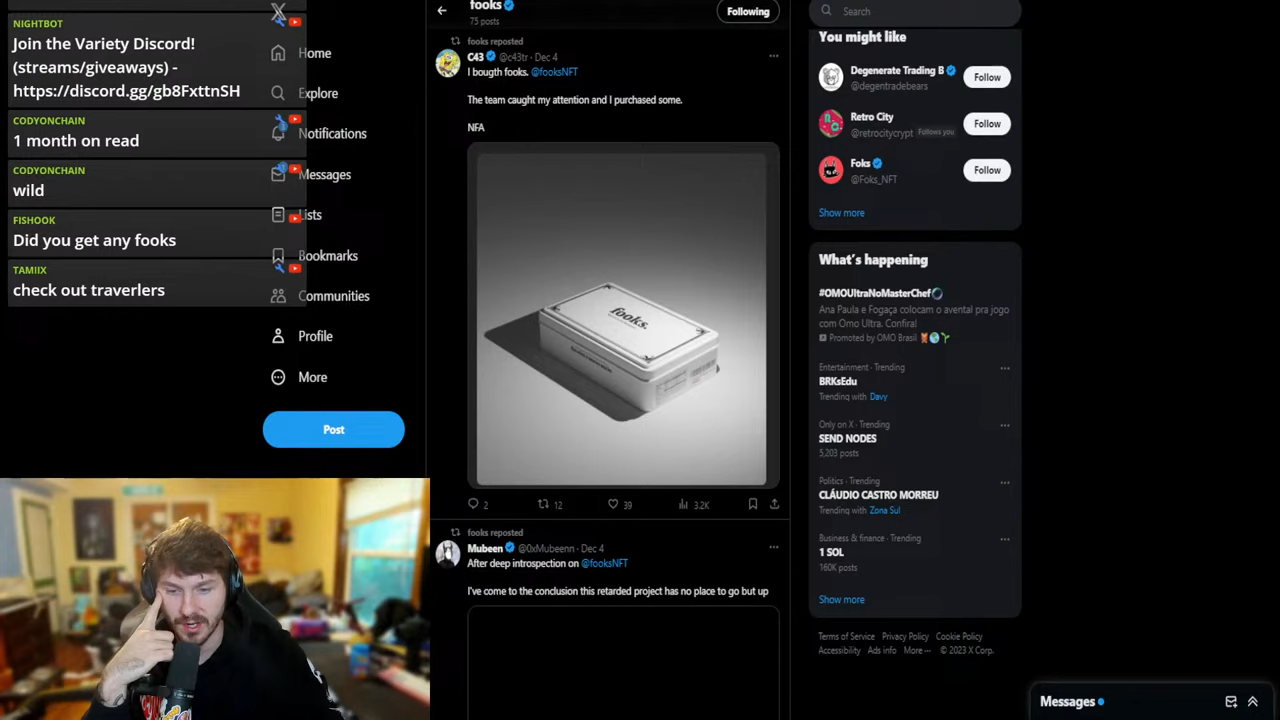 NIGHTBOT
Join the Variety Discord!
(streams/giveaways) -
https://discord.gg/gb8FxttnSH
CODYONCHAIN
1 month on read
CODYONCHAIN
wild
FISHOOK
Did you get any fooks
TAMIIX
check out traverlers
Home
Explore
Notifications
Messages
Lists
Bookmarks
Communities
Profile
More
Post
fooks
75 posts
Following
fooks reposted
C43 @c43tr · Dec 4
I bougth fooks. @fooksNFT
The team caught my attention and I purchased some.
NFA
fooks.
2
12
39
3.2K
fooks reposted
Mubeen @0xMubeenn · Dec 4
After deep introspection on @fooksNFT
I've come to the conclusion this retarded project has no place to go but up
Search
You might like
Degenerate Trading B
@degentradebears
Follow
Retro City
@retrocitycrypt Follows you
Follow
Foks
@Foks_NFT
Follow
Show more
What's happening
#OMOUltraNoMasterChef
Ana Paula e Fogaça colocam o avental pra jogo
com Omo Ultra. Confira!
Promoted by OMO Brasil
Entertainment · Trending
BRKsEdu
Trending with Davy
Only on X · Trending
SEND NODES
5,203 posts
Politics · Trending
CLÁUDIO CASTRO MORREU
Trending with Zona Sul
Business & finance · Trending
1 SOL
160K posts
Show more
Terms of Service Privacy Policy Cookie Policy
Accessibility Ads info More ··· © 2023 X Corp.
Messages